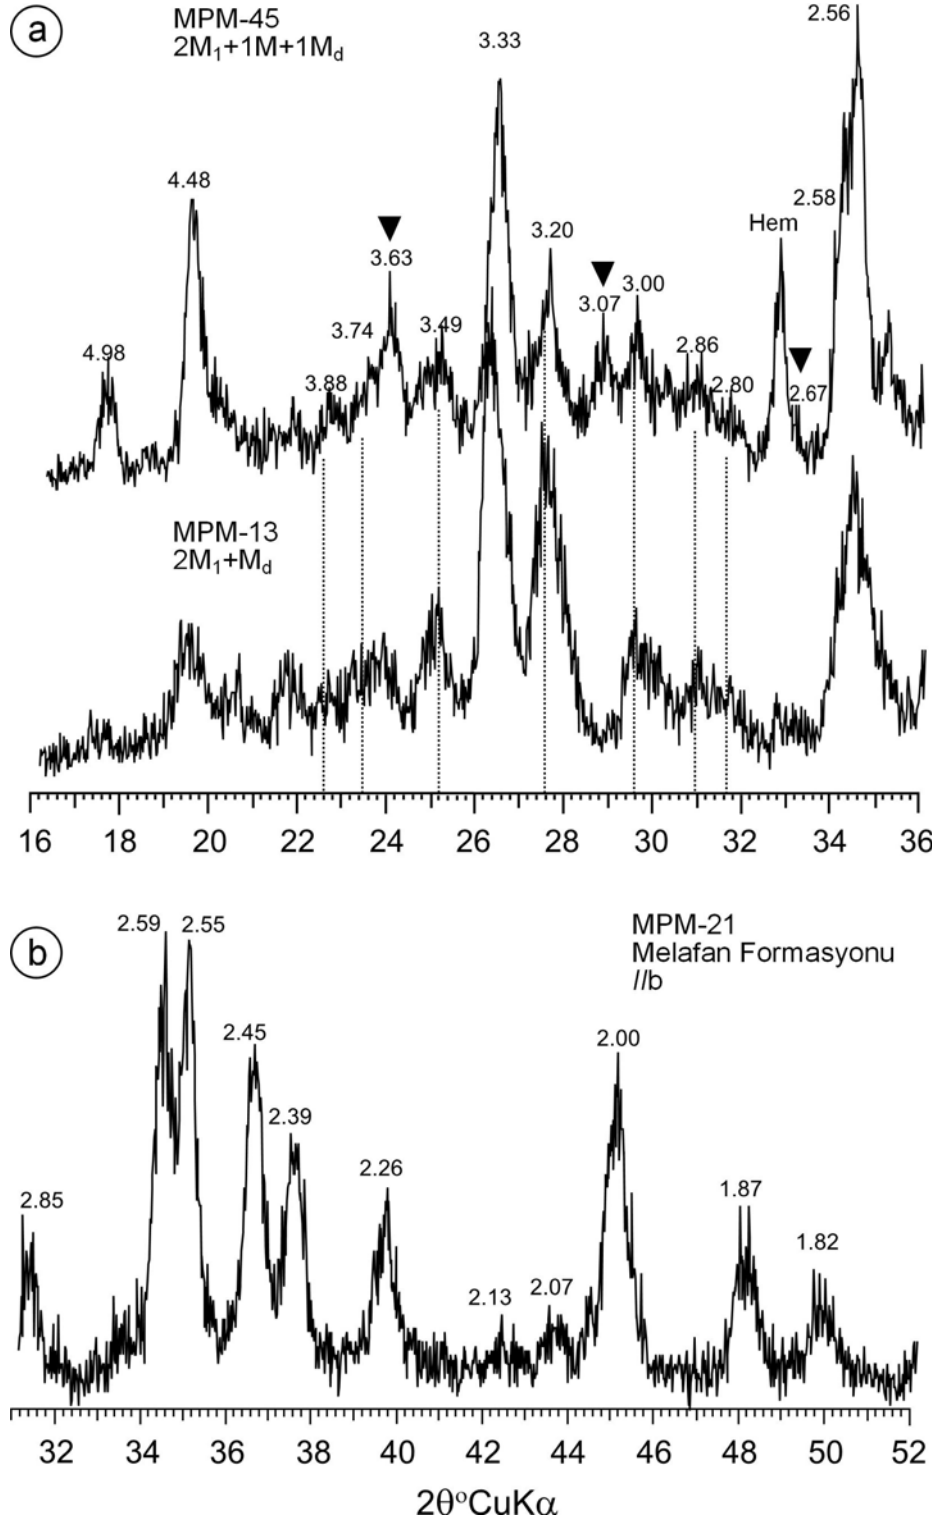 a
MPM-45
2M1+1M+1Md
4.98
4.48
3.88
3.74
3.63
3.49
3.33
3.20
3.07
3.00
2.86
2.80
Hem
2.67
2.58
2.56
MPM-13
2M1+Md
16 18 20 22 24 26 28 30 32 34 36
b
MPM-21
Melafan Formasyonu
//b
2.85
2.59
2.55
2.45
2.39
2.26
2.13
2.07
2.00
1.87
1.82
32 34 36 38 40 42 44 46 48 50 52
2θ°CuKα